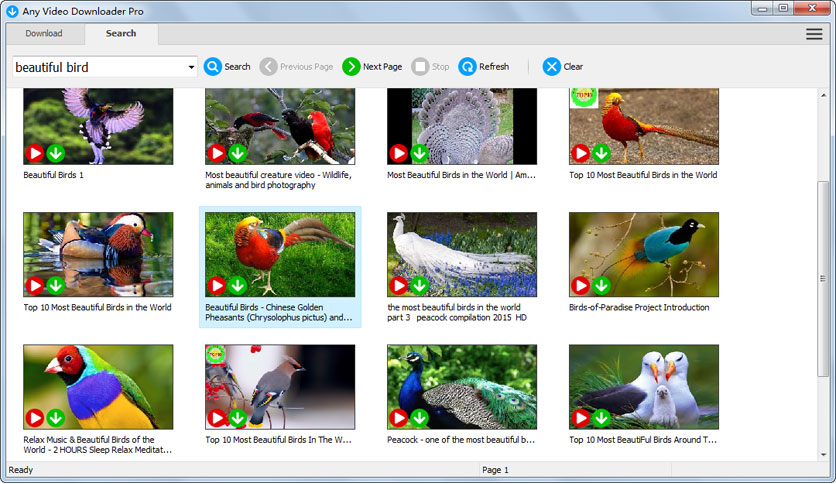 Any Video Downloader Pro
Download
Search
beautiful bird
Search
Previous Page
Next Page
Stop
Refresh
Clear
Beautiful Birds 1
Most beautiful creature video - Wildlife,
animals and bird photography
Most Beautiful Birds in the World | Am...
Top 10 Most Beautiful Birds in the World
Top 10 Most Beautiful Birds in the World
Beautiful Birds - Chinese Golden
Pheasants (Chrysolophus pictus) and...
the most beautiful birds in the world
part 3 peacock compilation 2015 HD
Birds-of-Paradise Project Introduction
Relax Music & Beautiful Birds of the
World - 2 HOURS Sleep Relax Meditat...
Top 10 Most Beautiful Birds In The W...
Peacock - one of the most beautiful b...
Top 10 Most BeautiFul Birds Around T...
Ready
Page 1